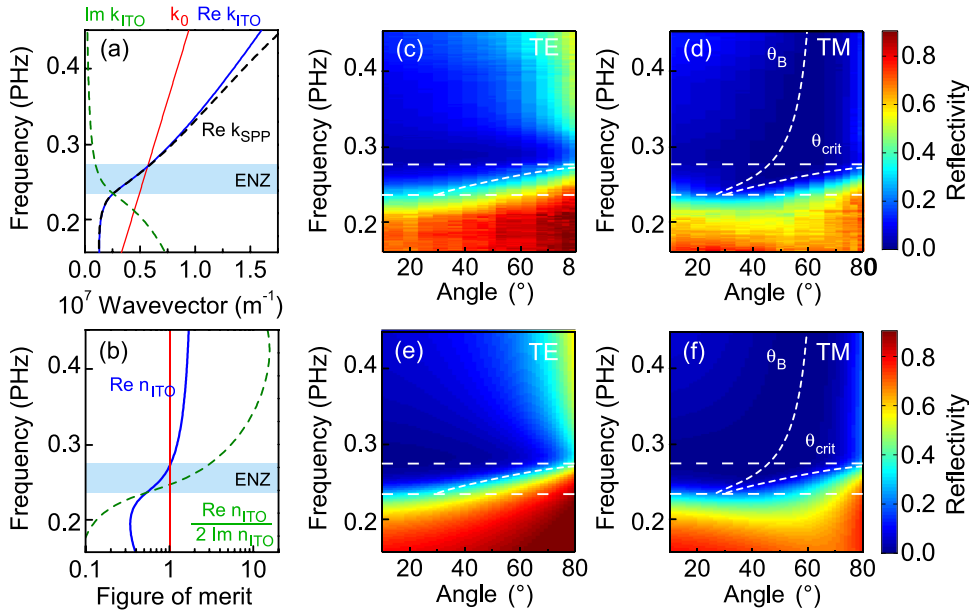 Im k_ITO k_0 Re k_ITO
(a)
Re k_SPP
ENZ
Frequency (PHz)
0.4
0.3
0.2
0.0 0.5 1.0 1.5
10^7 Wavevector (m^-1)
(c) TE
Frequency (PHz)
0.4
0.3
0.2
20 40 60 80
Angle (°)
(d) θ_B TM
θ_crit
0.4
0.3
0.2
20 40 60 80
Angle (°)
0.8
0.6
0.4
0.2
0.0
Reflectivity
(b)
Re n_ITO
ENZ
Re n_ITO
2 Im n_ITO
Frequency (PHz)
0.4
0.3
0.2
0.1 1 10
Figure of merit
(e) TE
Frequency (PHz)
0.4
0.3
0.2
20 40 60 80
Angle (°)
(f) θ_B TM
θ_crit
Frequency (PHz)
0.4
0.3
0.2
20 40 60 80
Angle (°)
0.8
0.6
0.4
0.2
0.0
Reflectivity